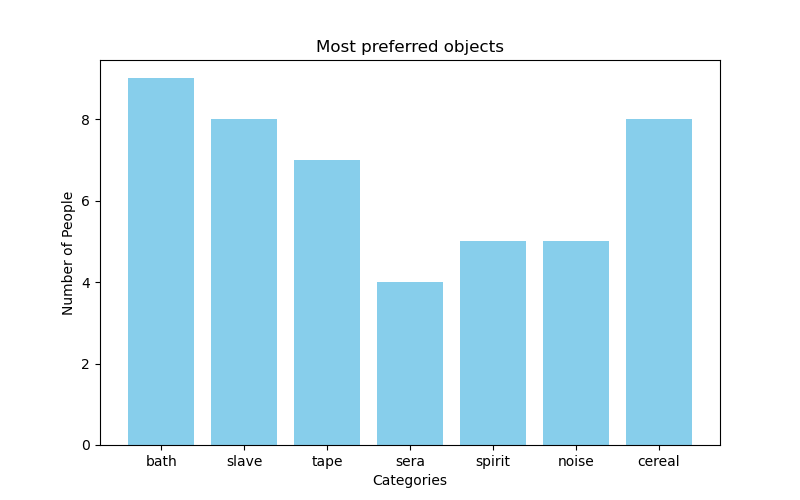 Most preferred objects
8
6
4
2
0
Number of People
bath slave tape sera spirit noise cereal
Categories